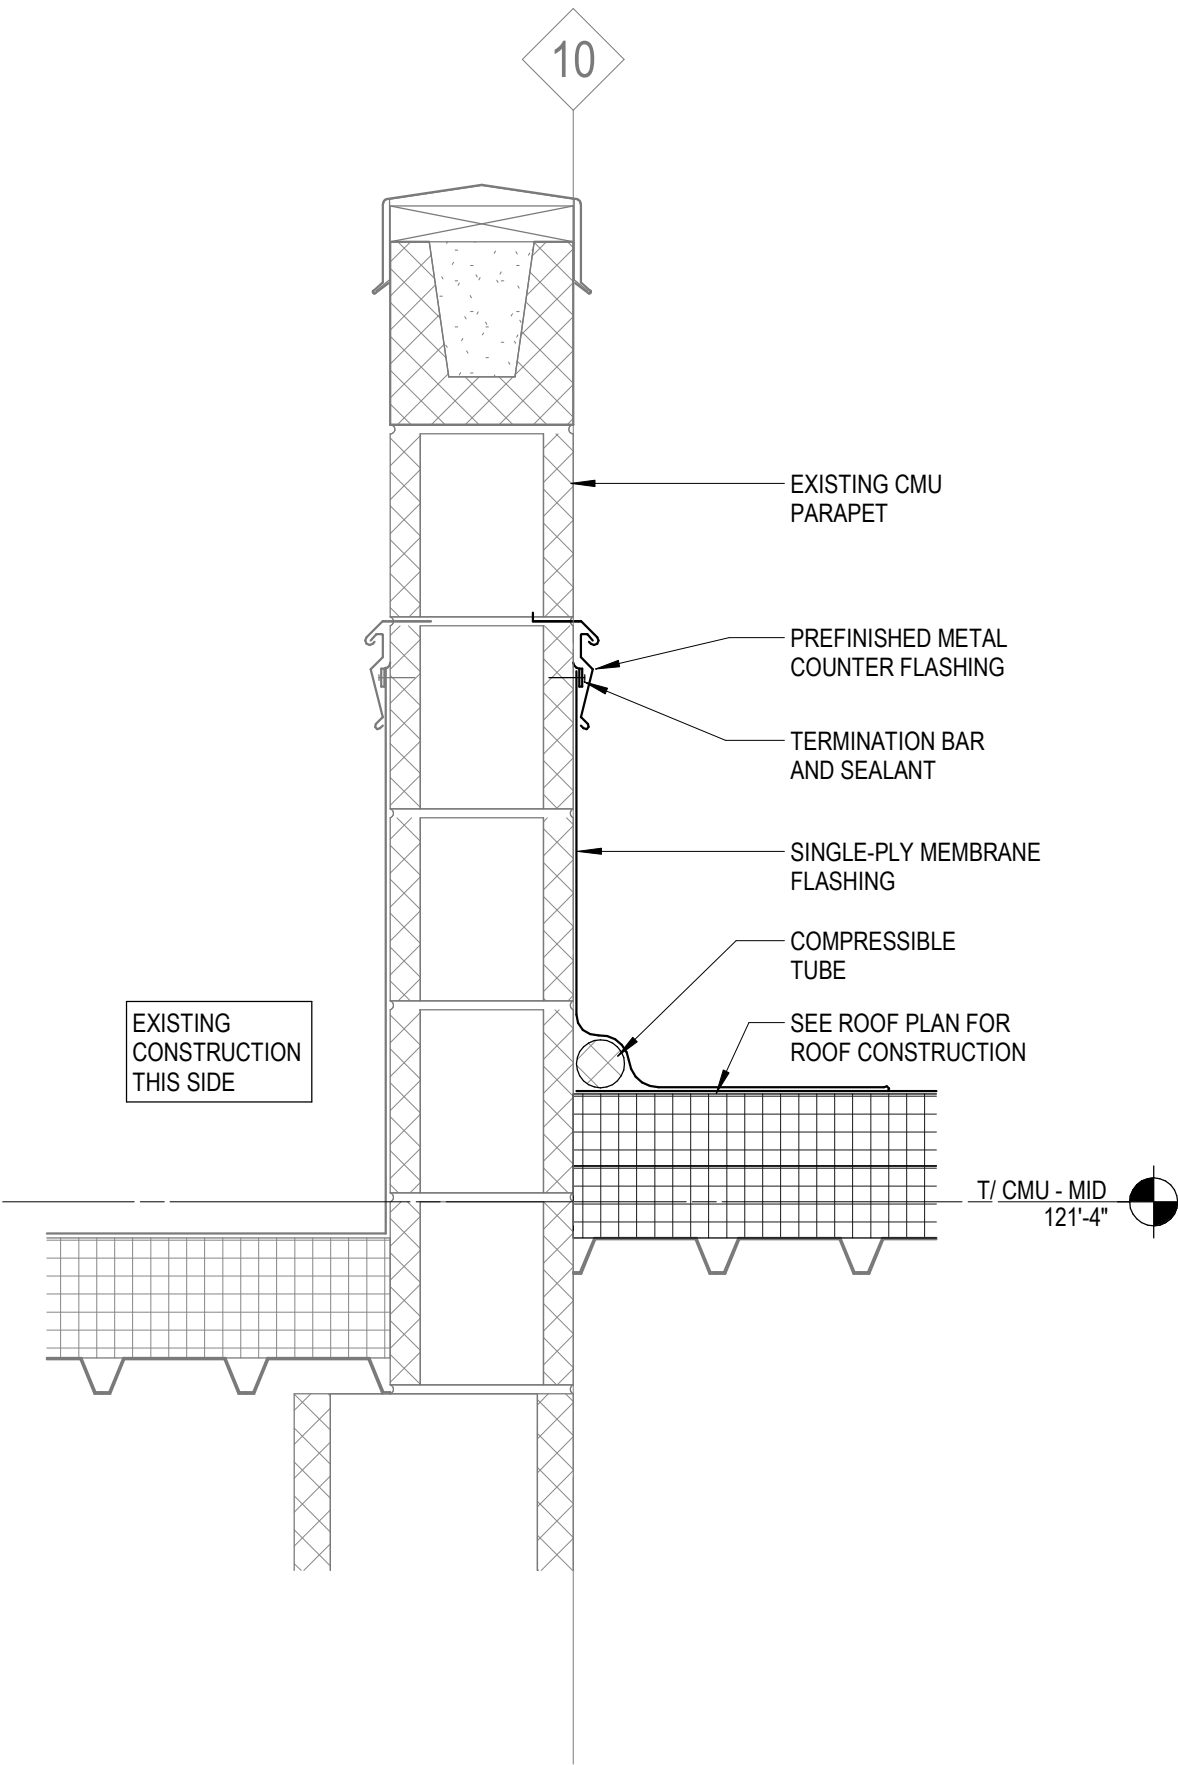 10
EXISTING CMU
PARAPET
PREFINISHED METAL
COUNTER FLASHING
TERMINATION BAR
AND SEALANT
SINGLE-PLY MEMBRANE
FLASHING
COMPRESSIBLE
TUBE
SEE ROOF PLAN FOR
ROOF CONSTRUCTION
EXISTING
CONSTRUCTION
THIS SIDE
T/ CMU - MID
121'-4"